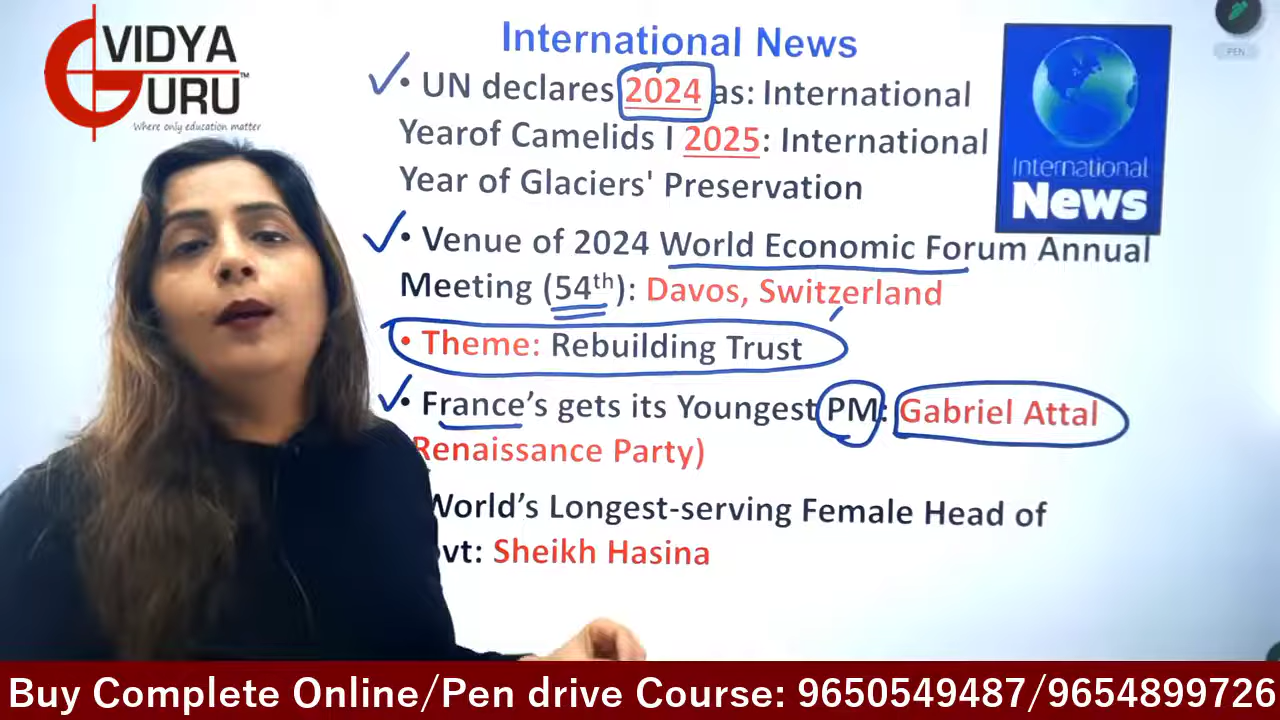 VIDYA
GURU™
Where only education matter
International News
• UN declares 2024 as: International
Yearof Camelids I 2025: International
Year of Glaciers' Preservation
• Venue of 2024 World Economic Forum Annual
Meeting (54th): Davos, Switzerland
• Theme: Rebuilding Trust
• France's gets its Youngest PM: Gabriel Attal
Renaissance Party)
World's Longest-serving Female Head of
ovt: Sheikh Hasina
International
News
PEN
Buy Complete Online/Pen drive Course: 9650549487/9654899726